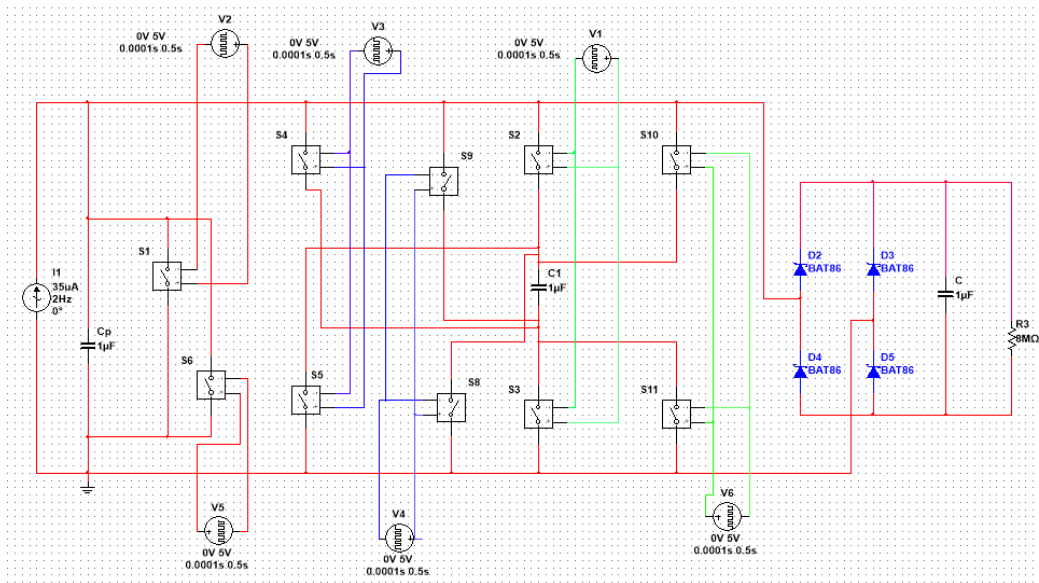 V2
0V 5V
0.0001s 0.5s
V3
0V 5V
0.0001s 0.5s
V1
0V 5V
0.0001s 0.5s
S4
S9
S2
S10
S1
I1
35uA
2Hz
0°
Cp
1µF
C1
1µF
D2
BAT86
D3
BAT86
C
1µF
R3
8MΩ
S6
S5
S8
S3
S11
D4
BAT86
D5
BAT86
V5
0V 5V
0.0001s 0.5s
V4
0V 5V
0.0001s 0.5s
V6
0V 5V
0.0001s 0.5s